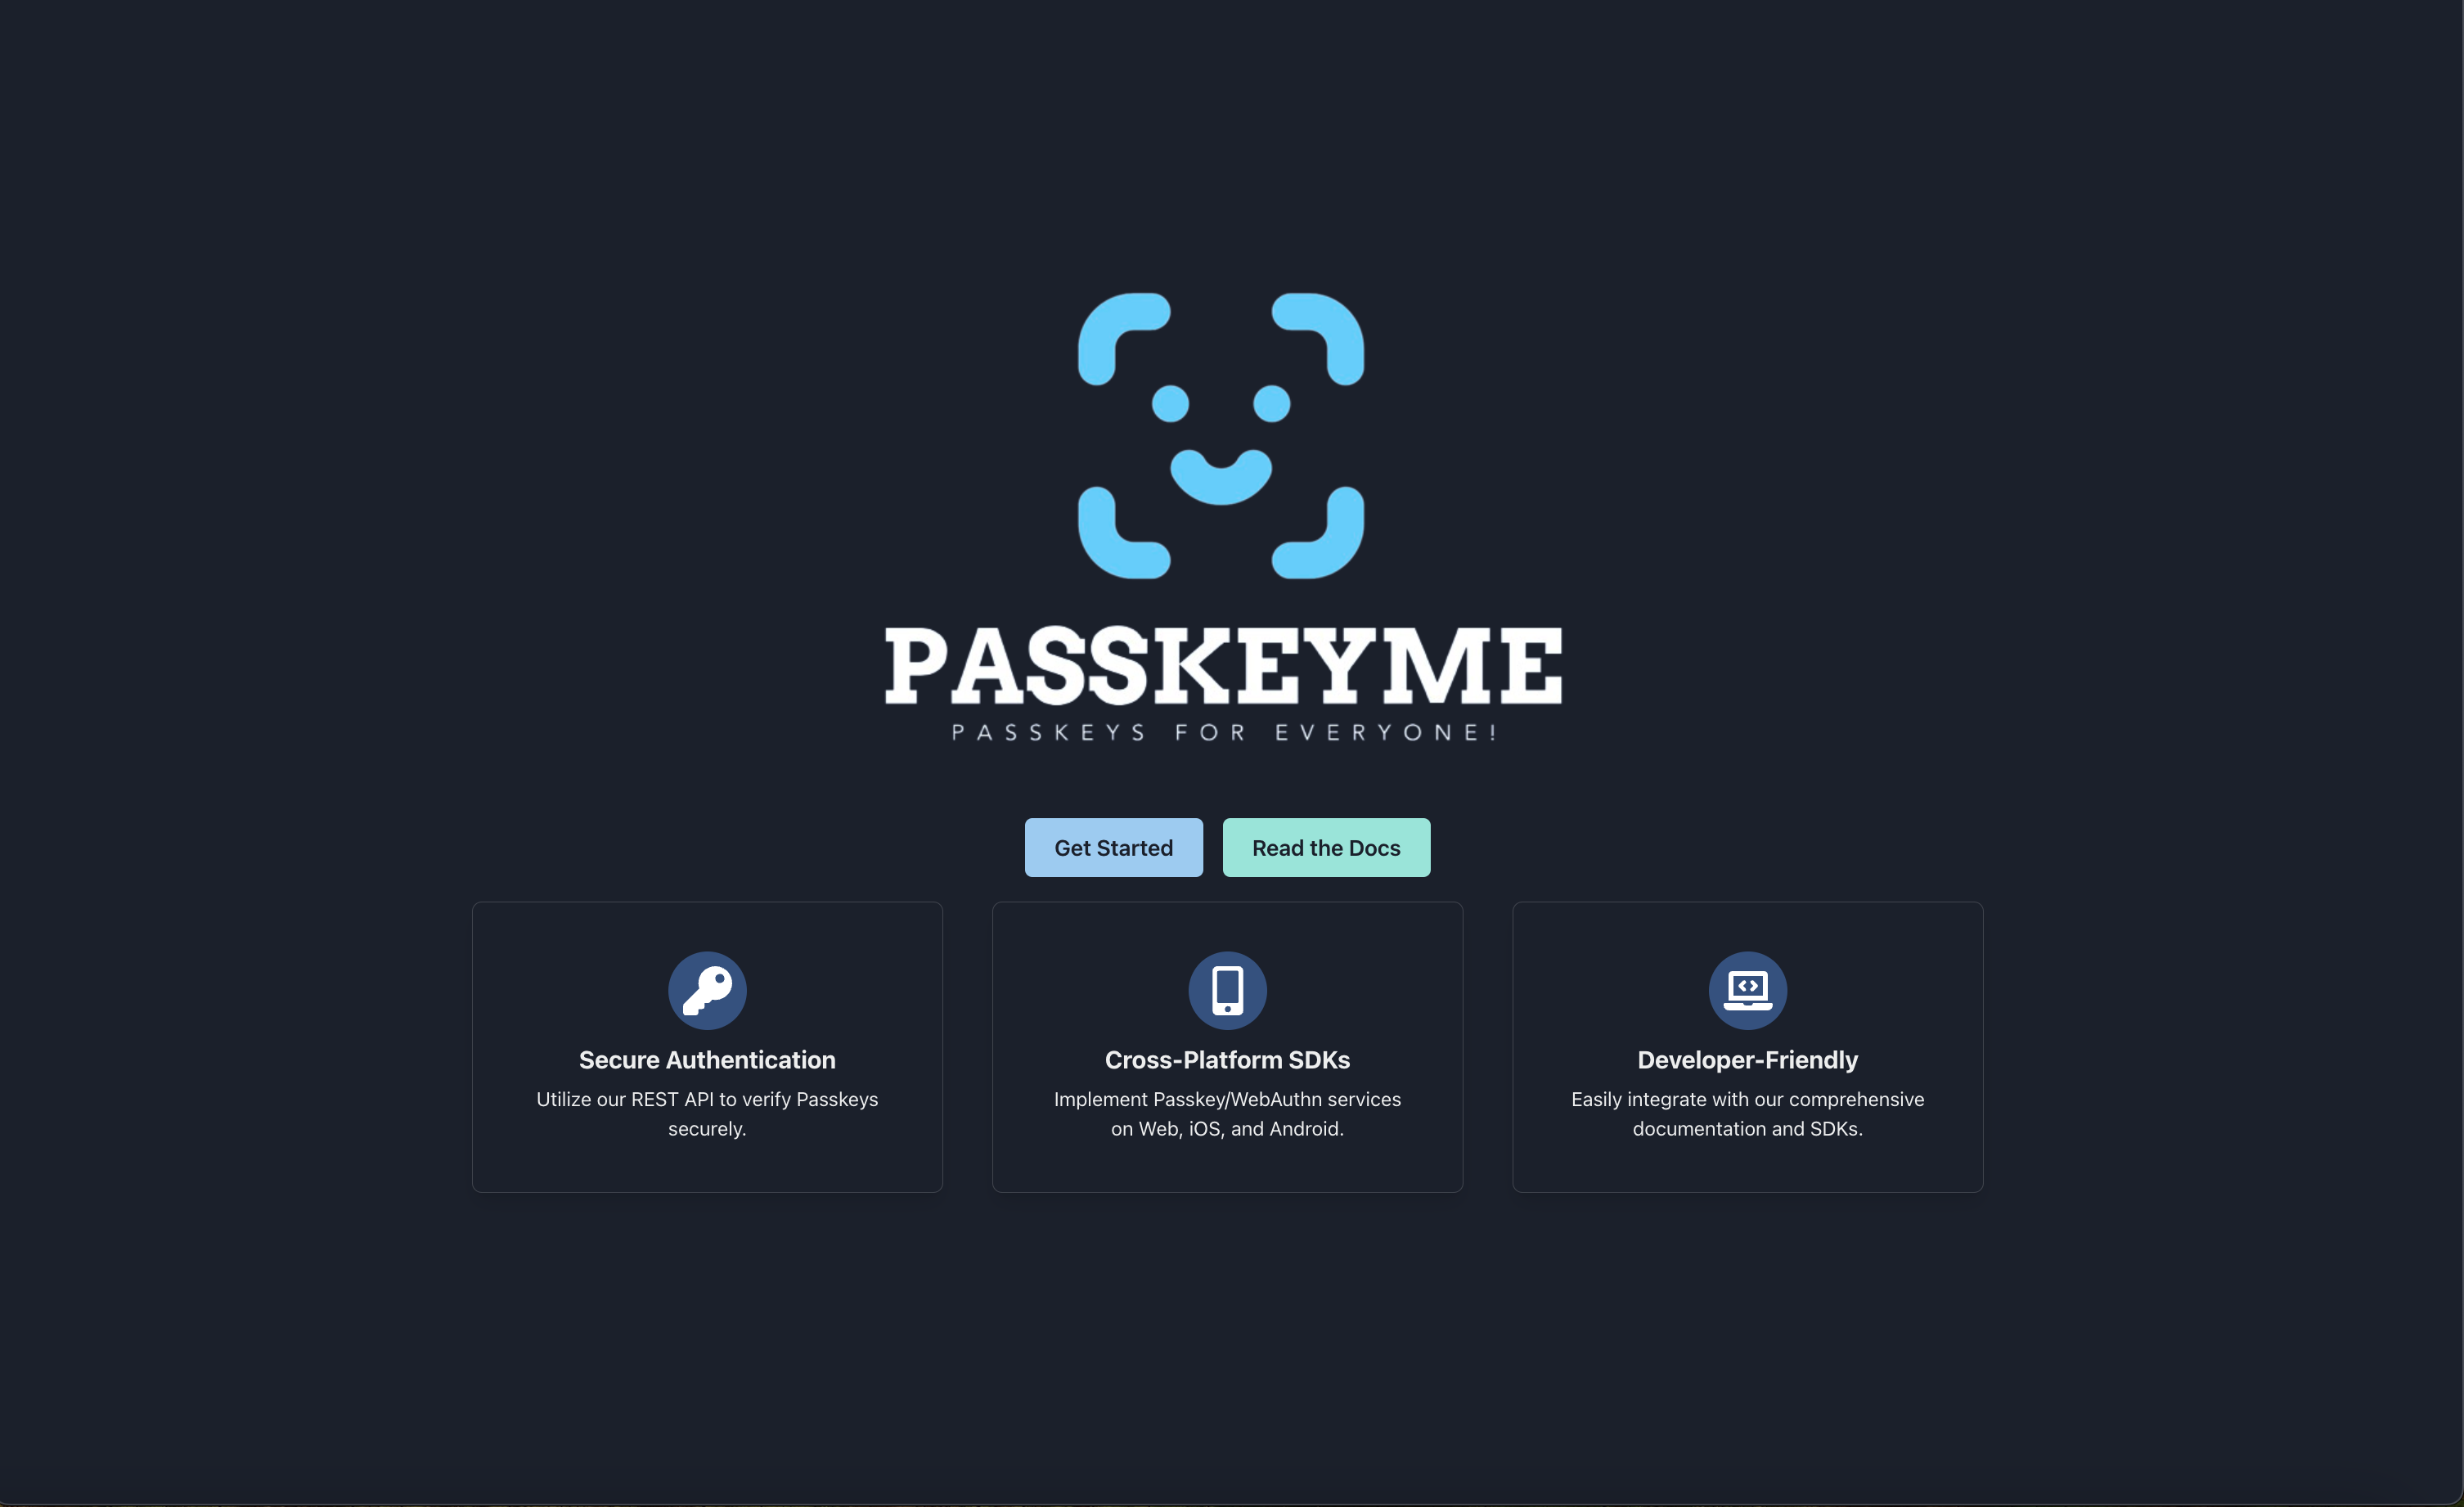 PASSKEYME
PASSKEYS FOR EVERYONE!
Get Started
Read the Docs
Secure Authentication
Utilize our REST API to verify Passkeys
securely.
Cross-Platform SDKs
Implement Passkey/WebAuthn services
on Web, iOS, and Android.
Developer-Friendly
Easily integrate with our comprehensive
documentation and SDKs.